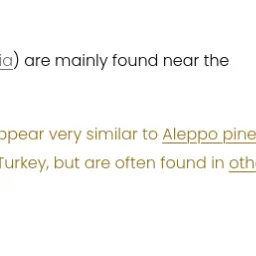 ia) are mainly found near the
ppear very similar to Aleppo pine
Turkey, but are often found in oth